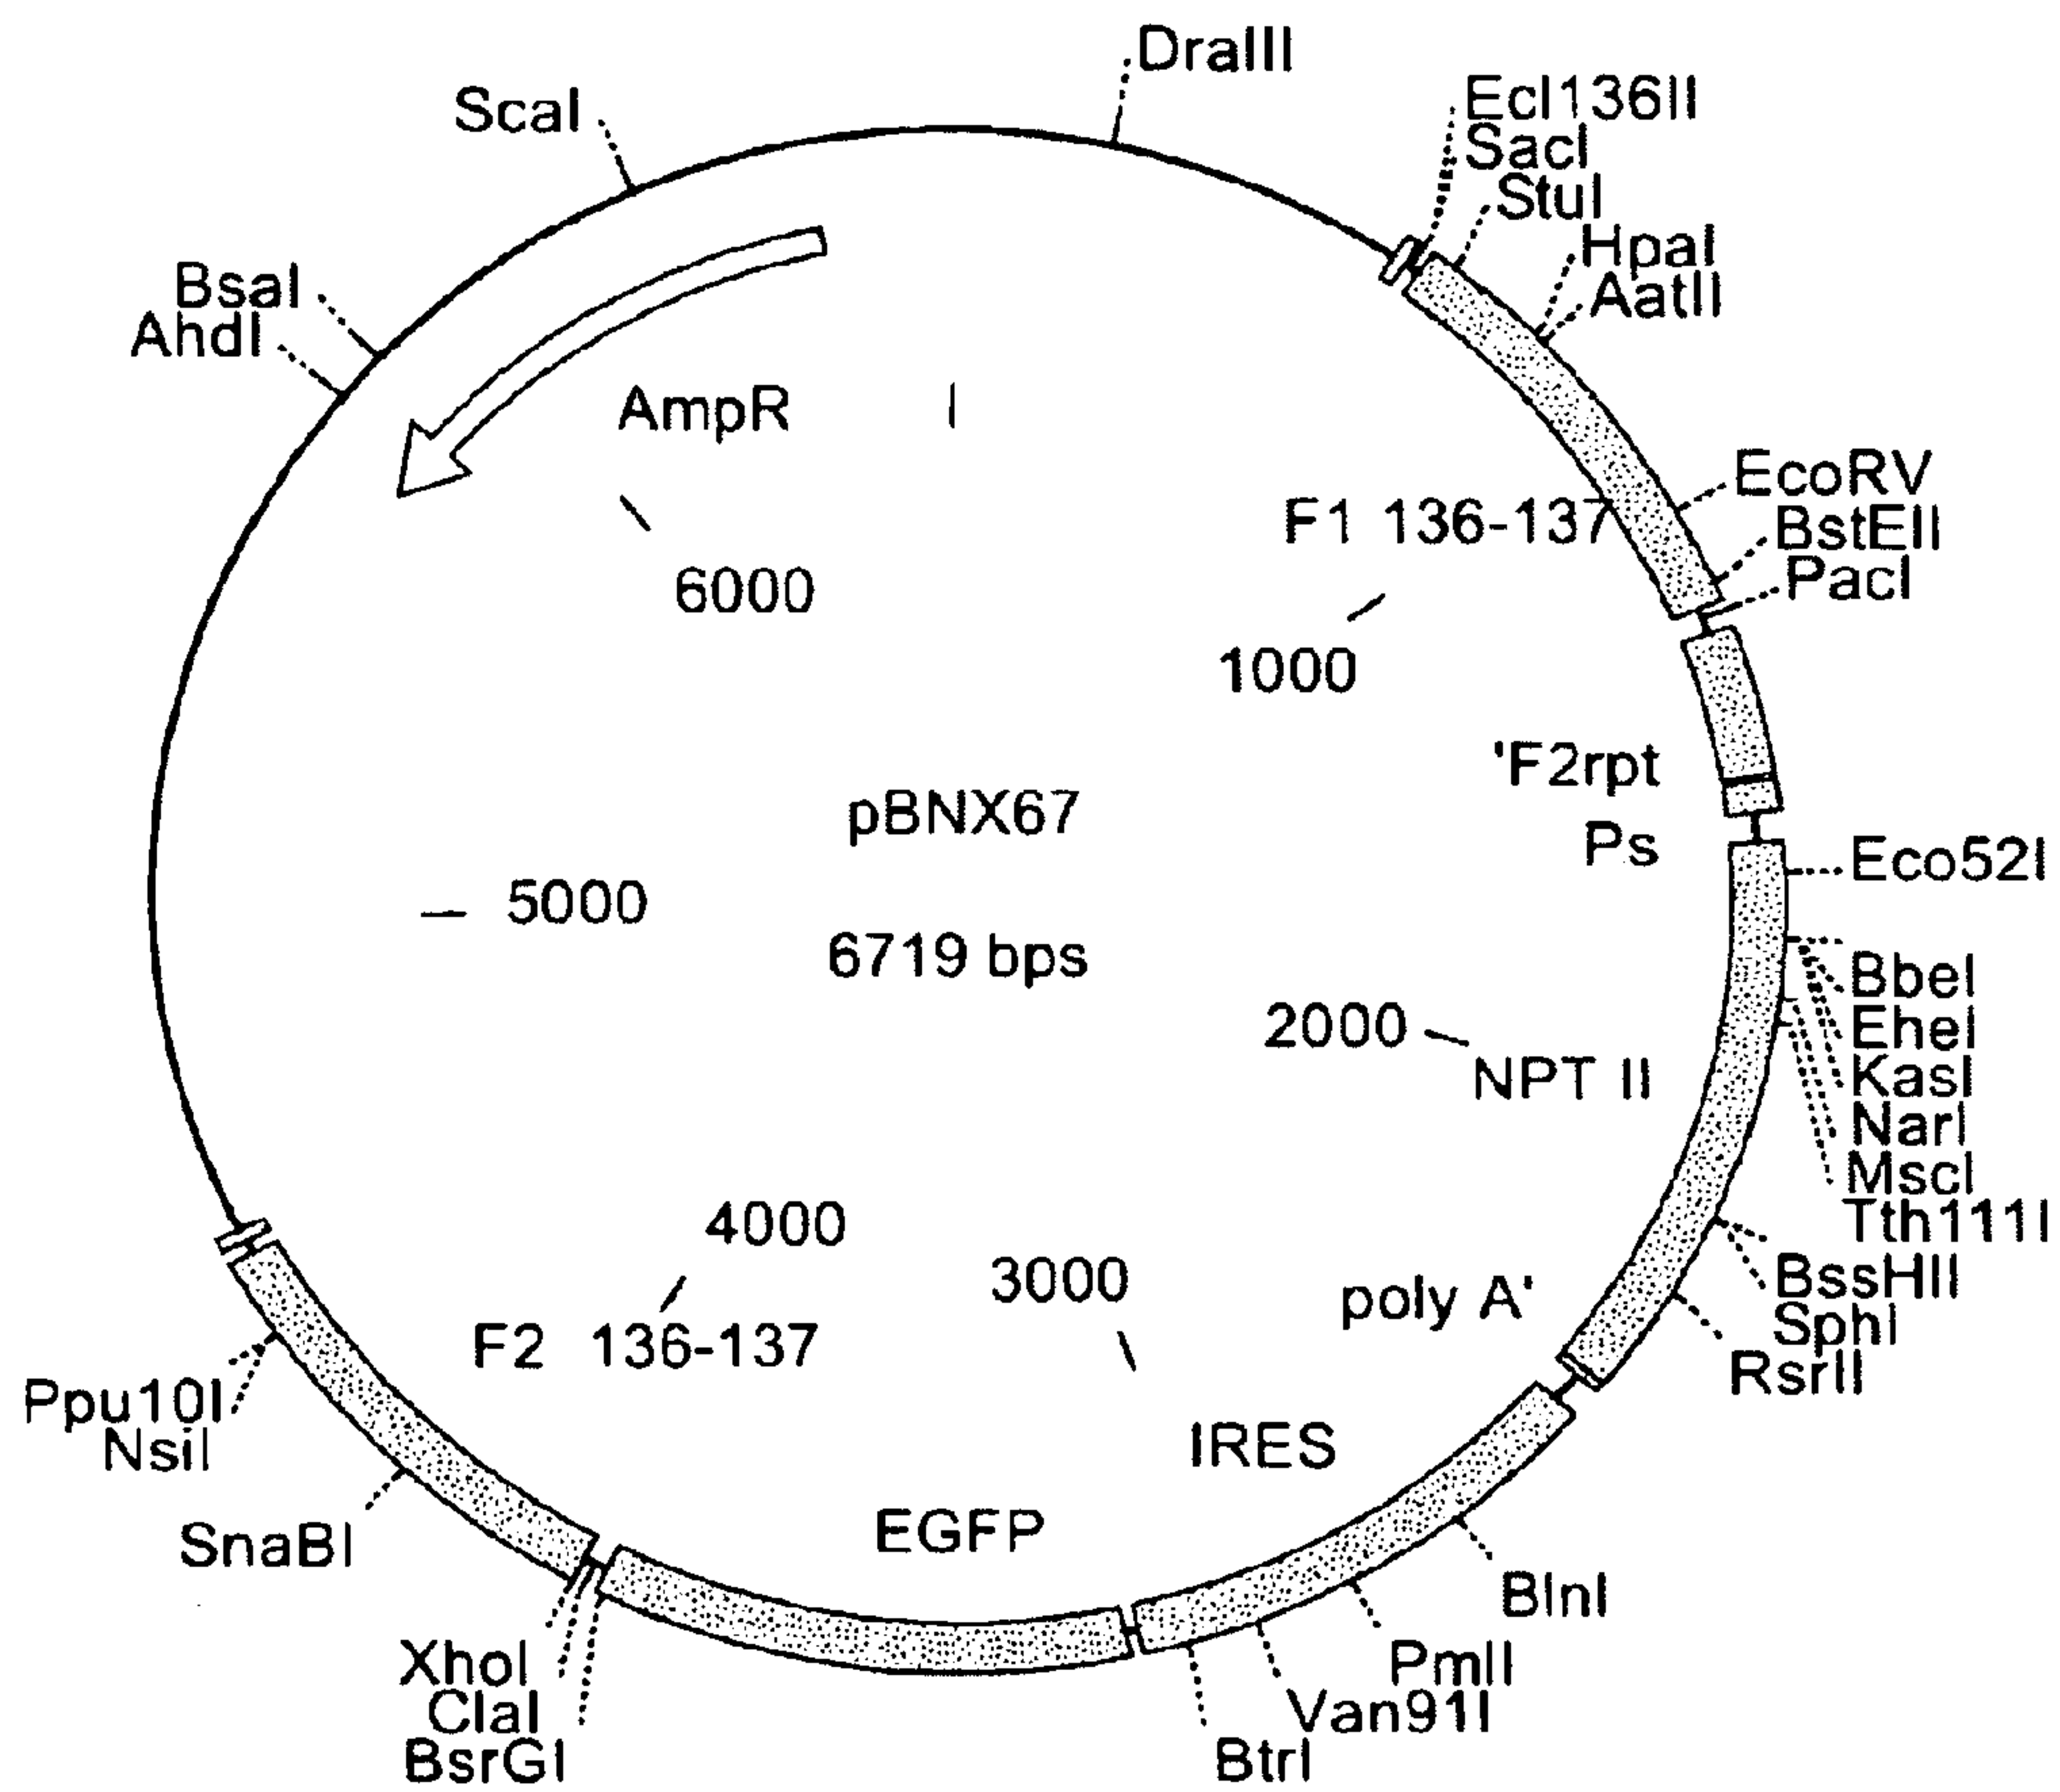 DraIII
Ecl136II
SacI
StuI
HpaI
AatII
ScaI
BsaI
AhdI
AmpR
EcoRV
BstEII
PacI
F1 136-137
6000
1000
'F2rpt
Ps
pBNX67
6719 bps
5000
Eco52I
BbeI
EheI
KasI
NarI
MscI
Tth111I
2000
NPT II
BssHII
SphI
RsrII
4000
3000
poly A'
F2 136-137
Ppu10I
NsiI
SnaBI
IRES
EGFP
BlnI
PmlI
Van91I
BtrI
XhoI
ClaI
BsrGI